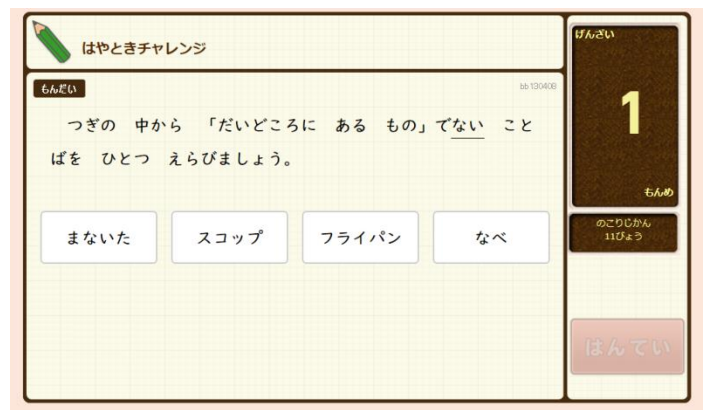 はやときチャレンジ
もんだい
bb130408
つぎの 中から 「だいどころに ある もの」でない こと
ばを ひとつ えらびましょう。
まないた
スコップ
フライパン
なべ
げんざい
1
もんめ
のこりじかん
11びょう
はんてい